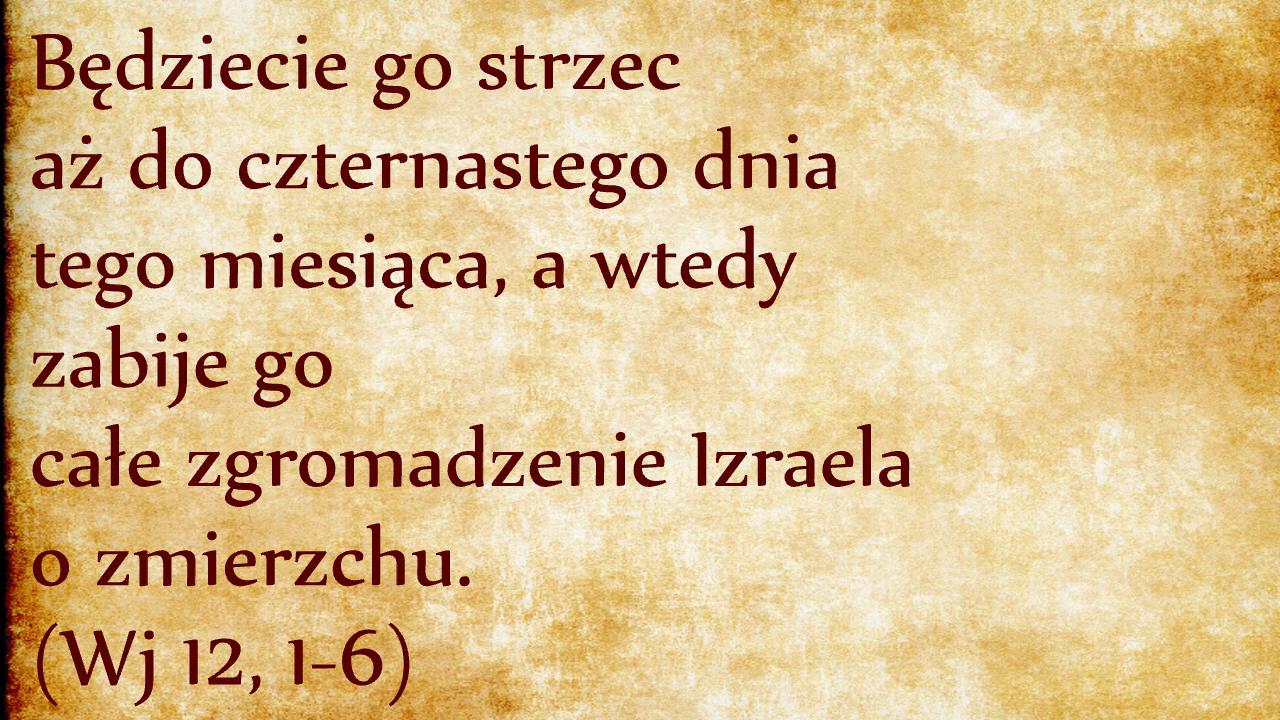 Będziecie go strzec
aż do czternastego dnia
tego miesiąca, a wtedy
zabije go
całe zgromadzenie Izraela
o zmierzchu.
(Wj 12, 1-6)